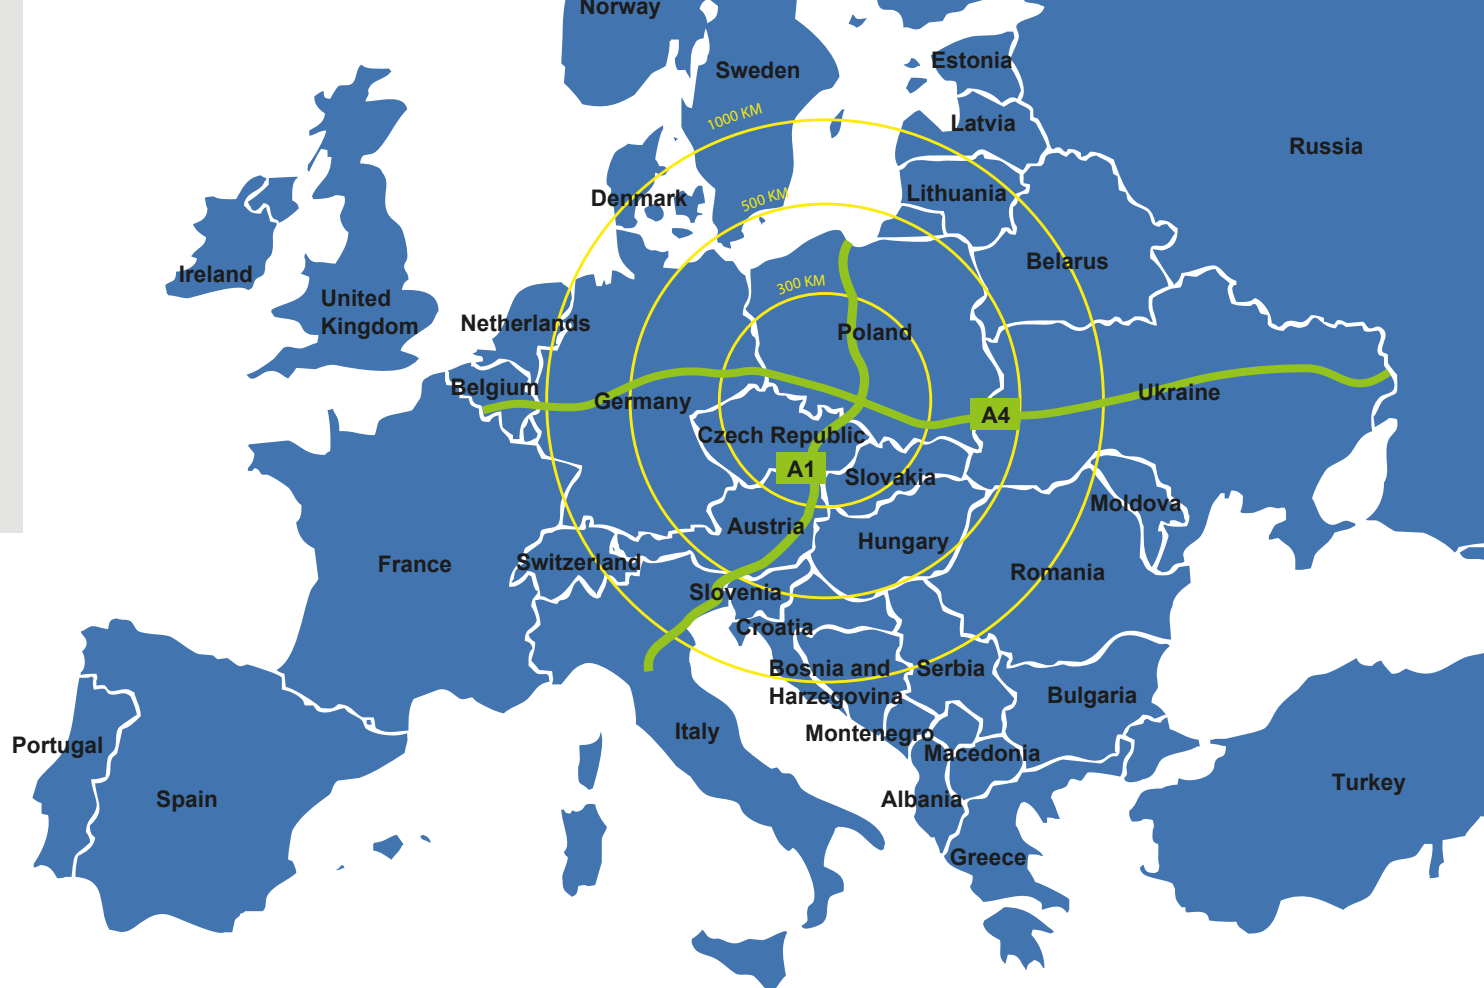 Norway
Sweden
Estonia
1000 KM
Latvia
Russia
Denmark
500 KM
Lithuania
Ireland
Belarus
United
Kingdom
300 KM
Netherlands
Poland
Belgium
Germany
Ukraine
A4
Czech Republic
A1
Slovakia
Moldova
Austria
Hungary
France
Switzerland
Romania
Slovenia
Croatia
Bosnia and
Harzegovina
Serbia
Bulgaria
Italy
Montenegro
Portugal
Macedonia
Turkey
Spain
Albania
Greece